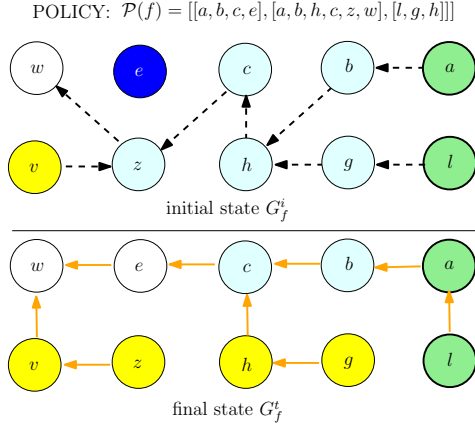 POLICY: P(f) = [[a, b, c, e], [a, b, h, c, z, w], [l, g, h]]]
w e c b a
v z h g l
initial state G_f^i
w e c b a
v z h g l
final state G_f^t